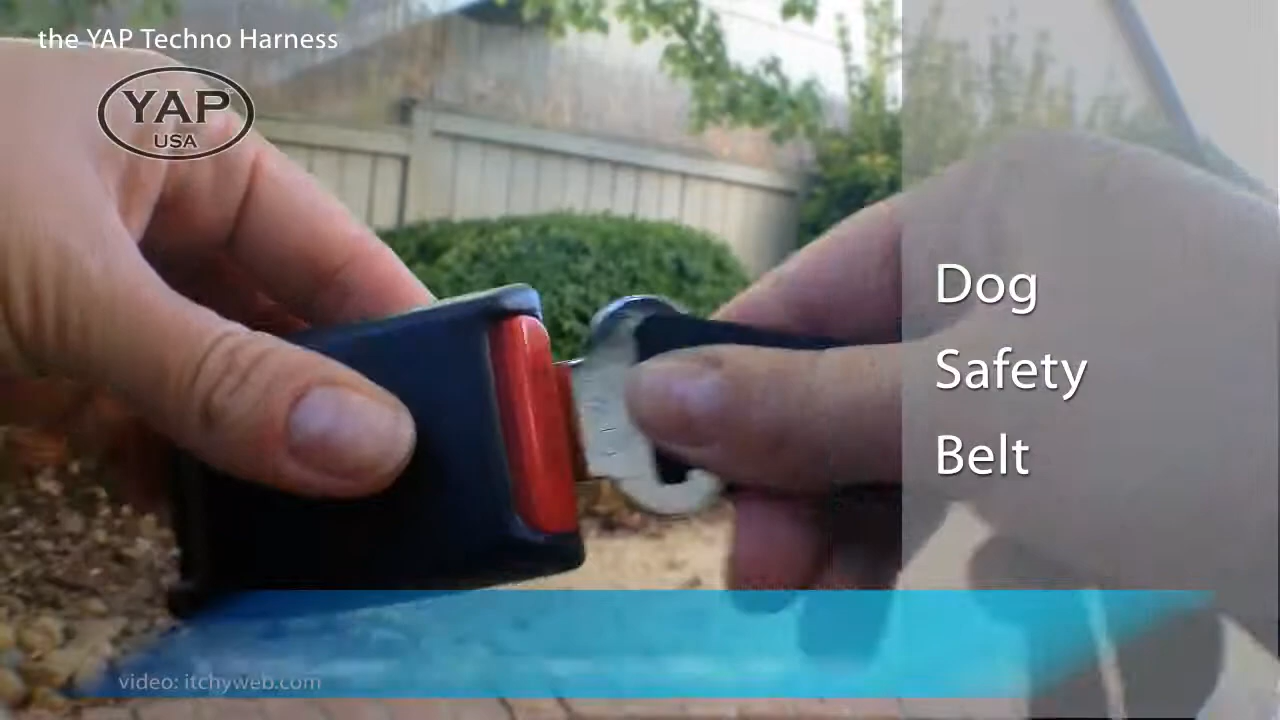 the YAP Techno Harness
YAP
USA
Dog
Safety
Belt
video: itchyweb.com